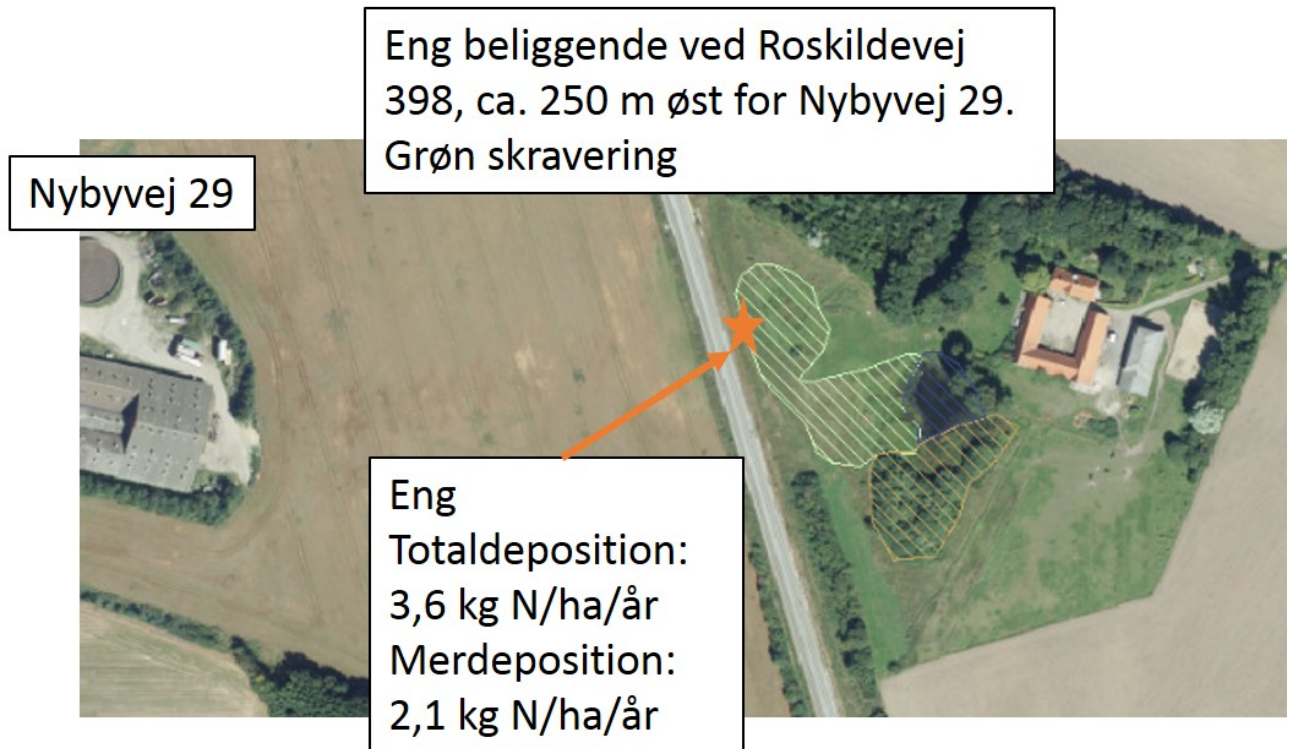 Eng beliggende ved Roskildevej
398, ca. 250 m øst for Nybyvej 29.
Grøn skravering
Nybyvej 29
Eng
Totaldeposition:
3,6 kg N/ha/år
Merdeposition:
2,1 kg N/ha/år